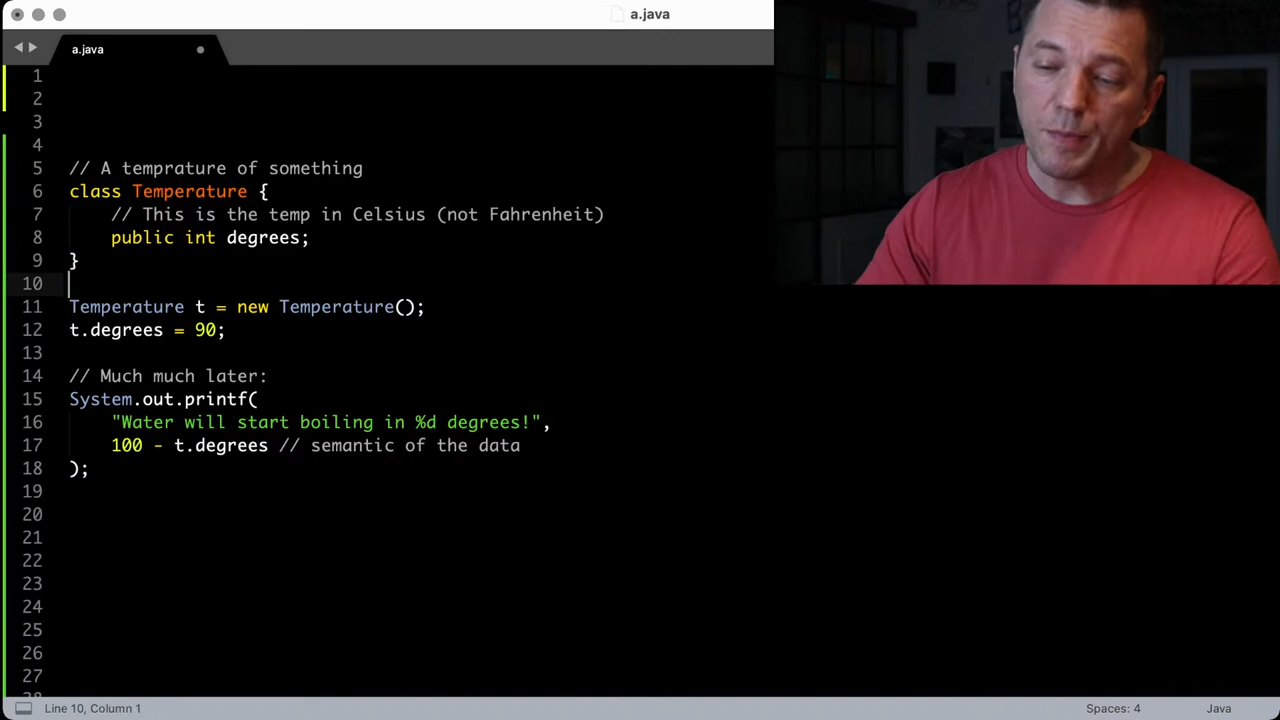 a.java
a.java
1
2
3
4
5 // A temprature of something
6 class Temperature {
7 // This is the temp in Celsius (not Fahrenheit)
8 public int degrees;
9 }
10
11 Temperature t = new Temperature();
12 t.degrees = 90;
13
14 // Much much later:
15 System.out.printf(
16 "Water will start boiling in %d degrees!",
17 100 - t.degrees // semantic of the data
18 );
19
20
21
22
23
24
25
26
27
28
Line 10, Column 1 Spaces: 4 Java